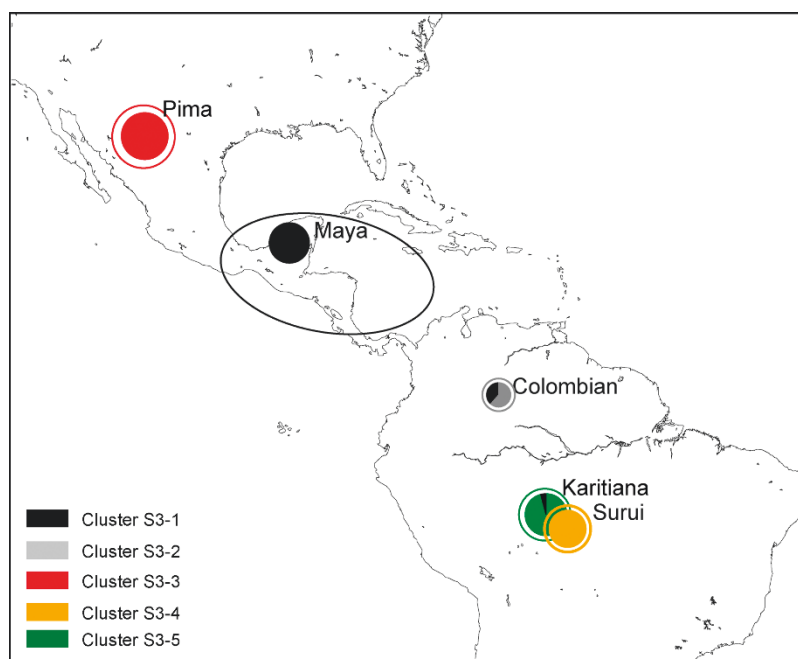 Pima
Maya
Colombian
Karitiana
Surui
Cluster S3-1
Cluster S3-2
Cluster S3-3
Cluster S3-4
Cluster S3-5